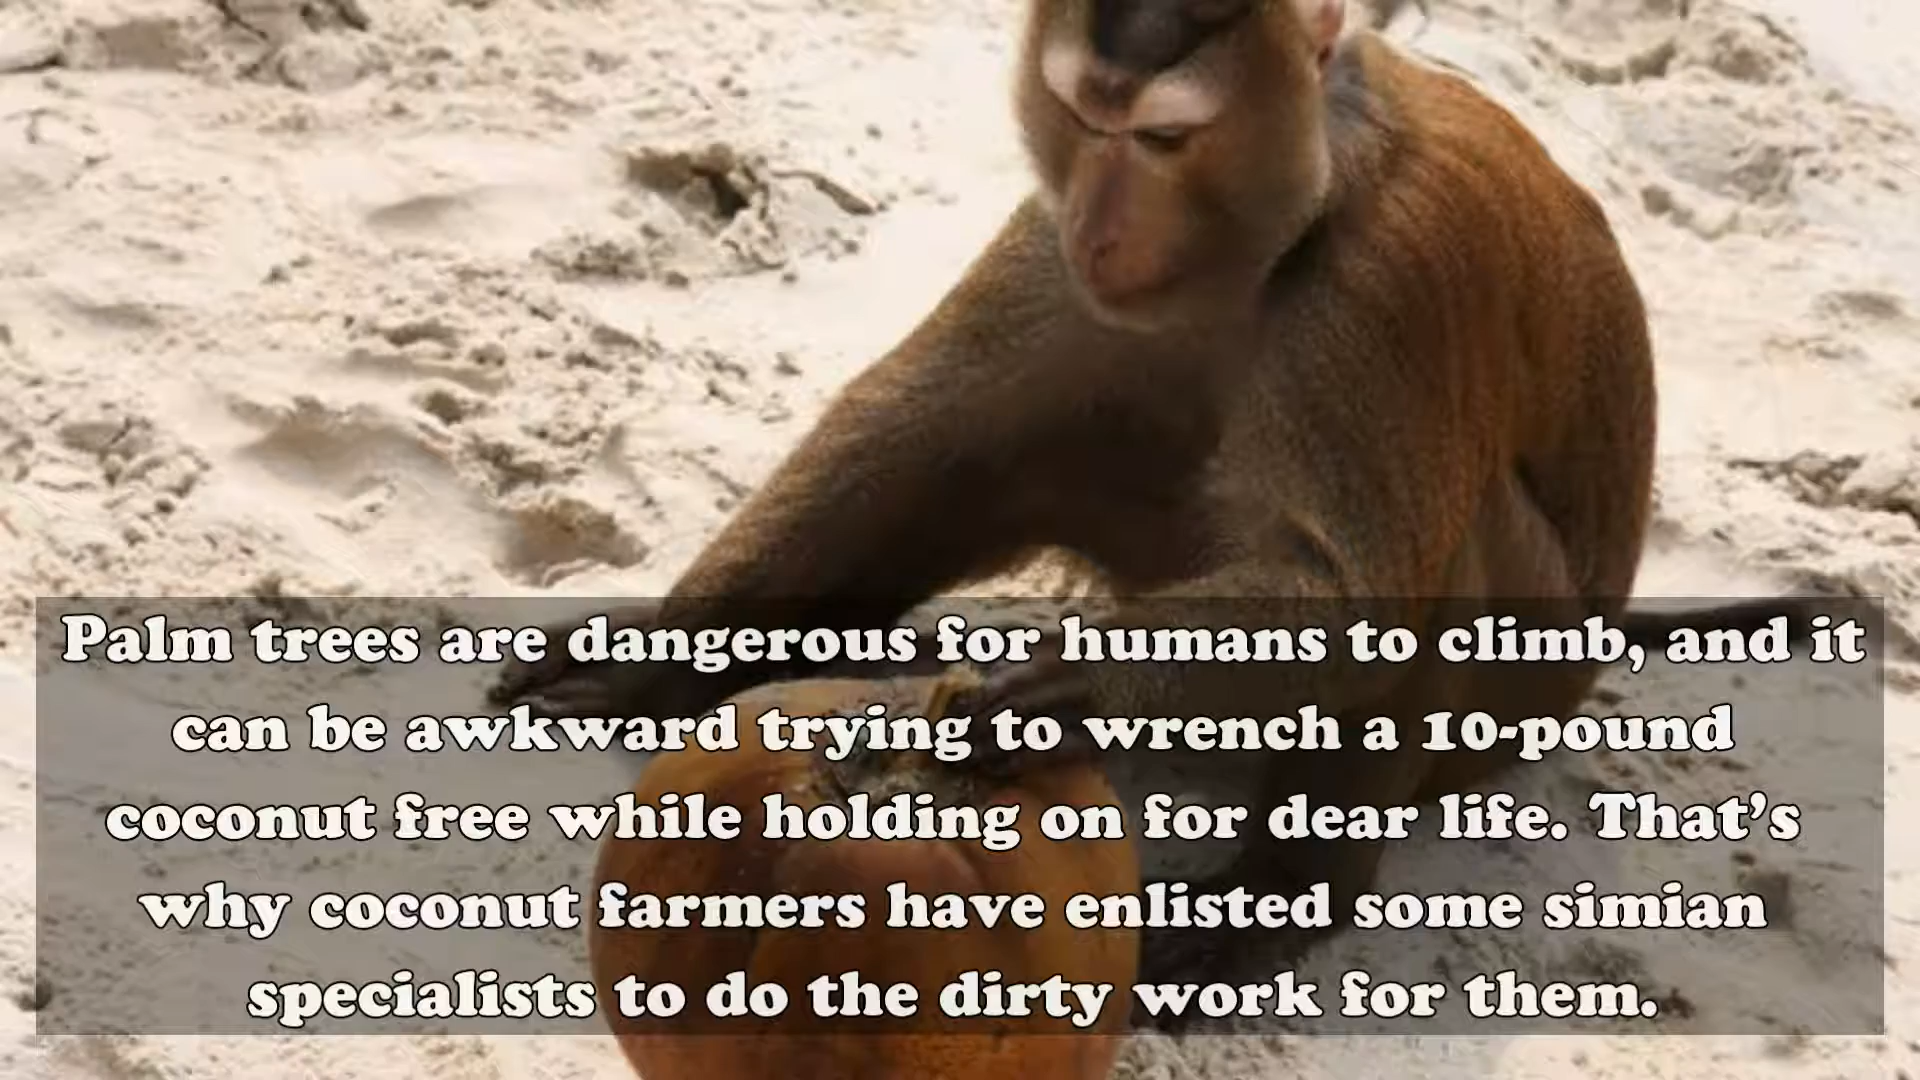 Palm trees are dangerous for humans to climb, and it
can be awkward trying to wrench a 10-pound
coconut free while holding on for dear life. That’s
why coconut farmers have enlisted some simian
specialists to do the dirty work for them.